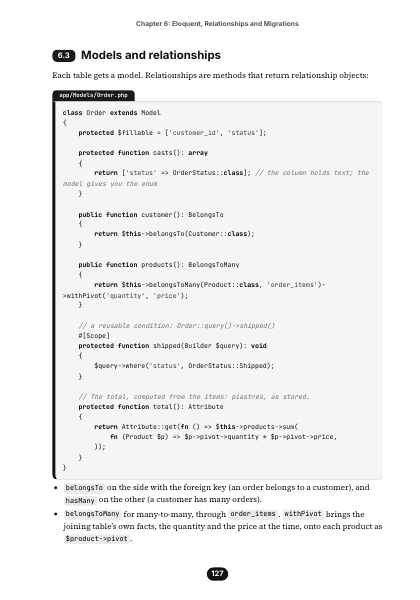 Chapter 6: Eloquent, Relationships and Migrations
6.3 Models and relationships
Each table gets a model. Relationships are methods that return relationship objects:
app/Models/Order.php
class Order extends Model
{
    protected $fillable = ['customer_id', 'status'];

    protected function casts(): array
    {
        return ['status' => OrderStatus::class]; // the column holds text; the
model gives you the enum
    }

    public function customer(): BelongsTo
    {
        return $this->belongsTo(Customer::class);
    }

    public function products(): BelongsToMany
    {
        return $this->belongsToMany(Product::class, 'order_items')-
>withPivot('quantity', 'price');
    }

    // a reusable condition: Order::query()->shipped()
    #[Scope]
    protected function shipped(Builder $query): void
    {
        $query->where('status', OrderStatus::Shipped);
    }

    // The total, computed from the items: piastres, as stored.
    protected function total(): Attribute
    {
        return Attribute::get(fn () => $this->products->sum(
            fn (Product $p) => $p->pivot->quantity * $p->pivot->price,
        ));
    }
}
• belongsTo on the side with the foreign key (an order belongs to a customer), and
hasMany on the other (a customer has many orders).
• belongsToMany for many-to-many, through order_items. withPivot brings the
joining table's own facts, the quantity and the price at the time, onto each product as
$product->pivot.
127